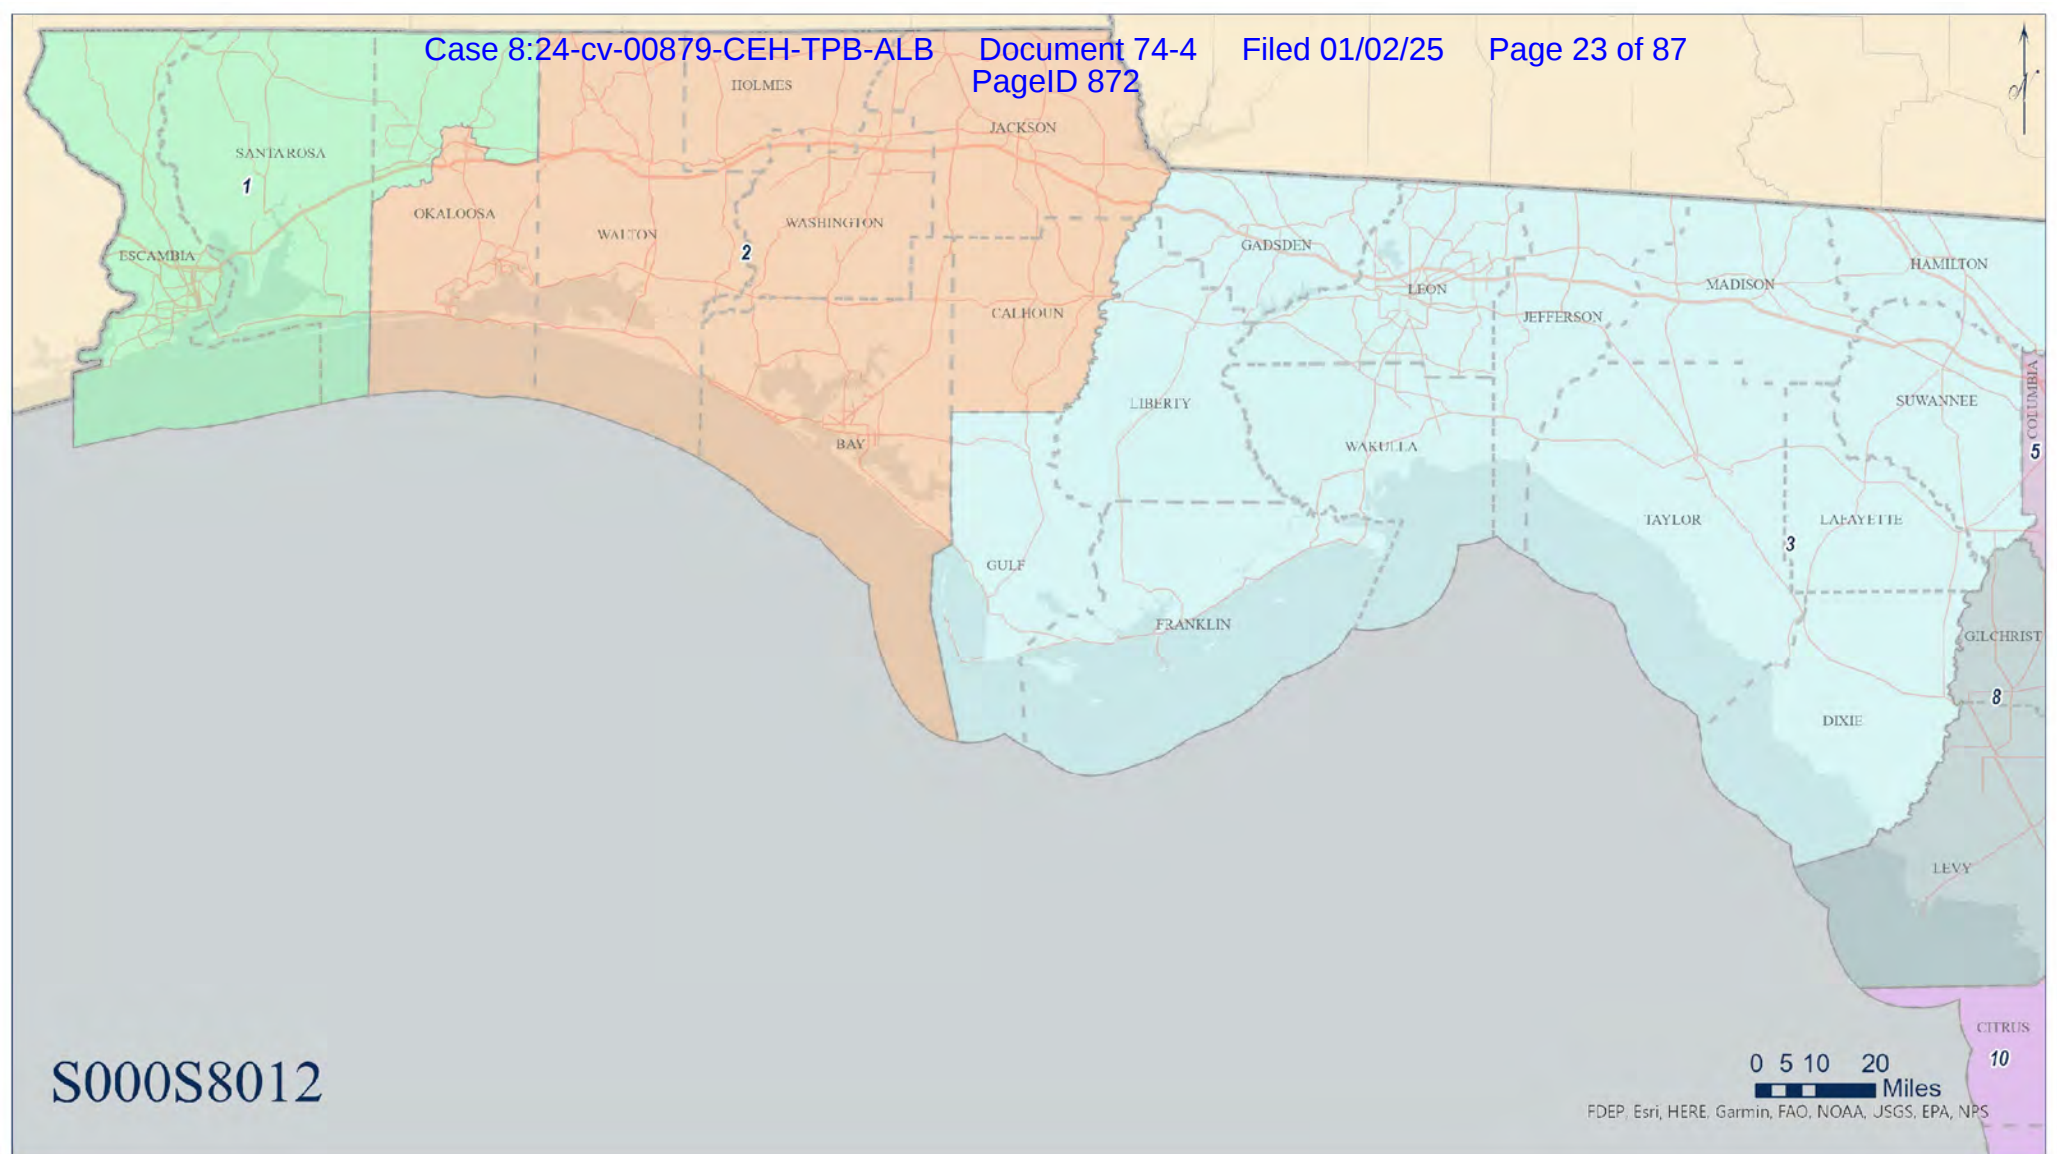 Case 8:24-cv-00879-CEH-TPB-ALB Document 74-4 Filed 01/02/25 Page 23 of 87
PageID 872
HOLMES
JACKSON
SANTA ROSA
1
OKALOOSA
WALTON
WASHINGTON
2
ESCAMBIA
GADSDEN
HAMILTON
LEON
MADISON
CALHOUN
JEFFERSON
LIBERTY
SUWANNEE
COLUMBIA
5
BAY
WAKULLA
TAYLOR
LAFAYETTE
3
GULF
FRANKLIN
GILCHRIST
8
DIXIE
LEVY
CITRUS
10
S000S8012
0 5 10 20
Miles
FDEP, Esri, HERE, Garmin, FAO, NOAA, USGS, EPA, NPS
N